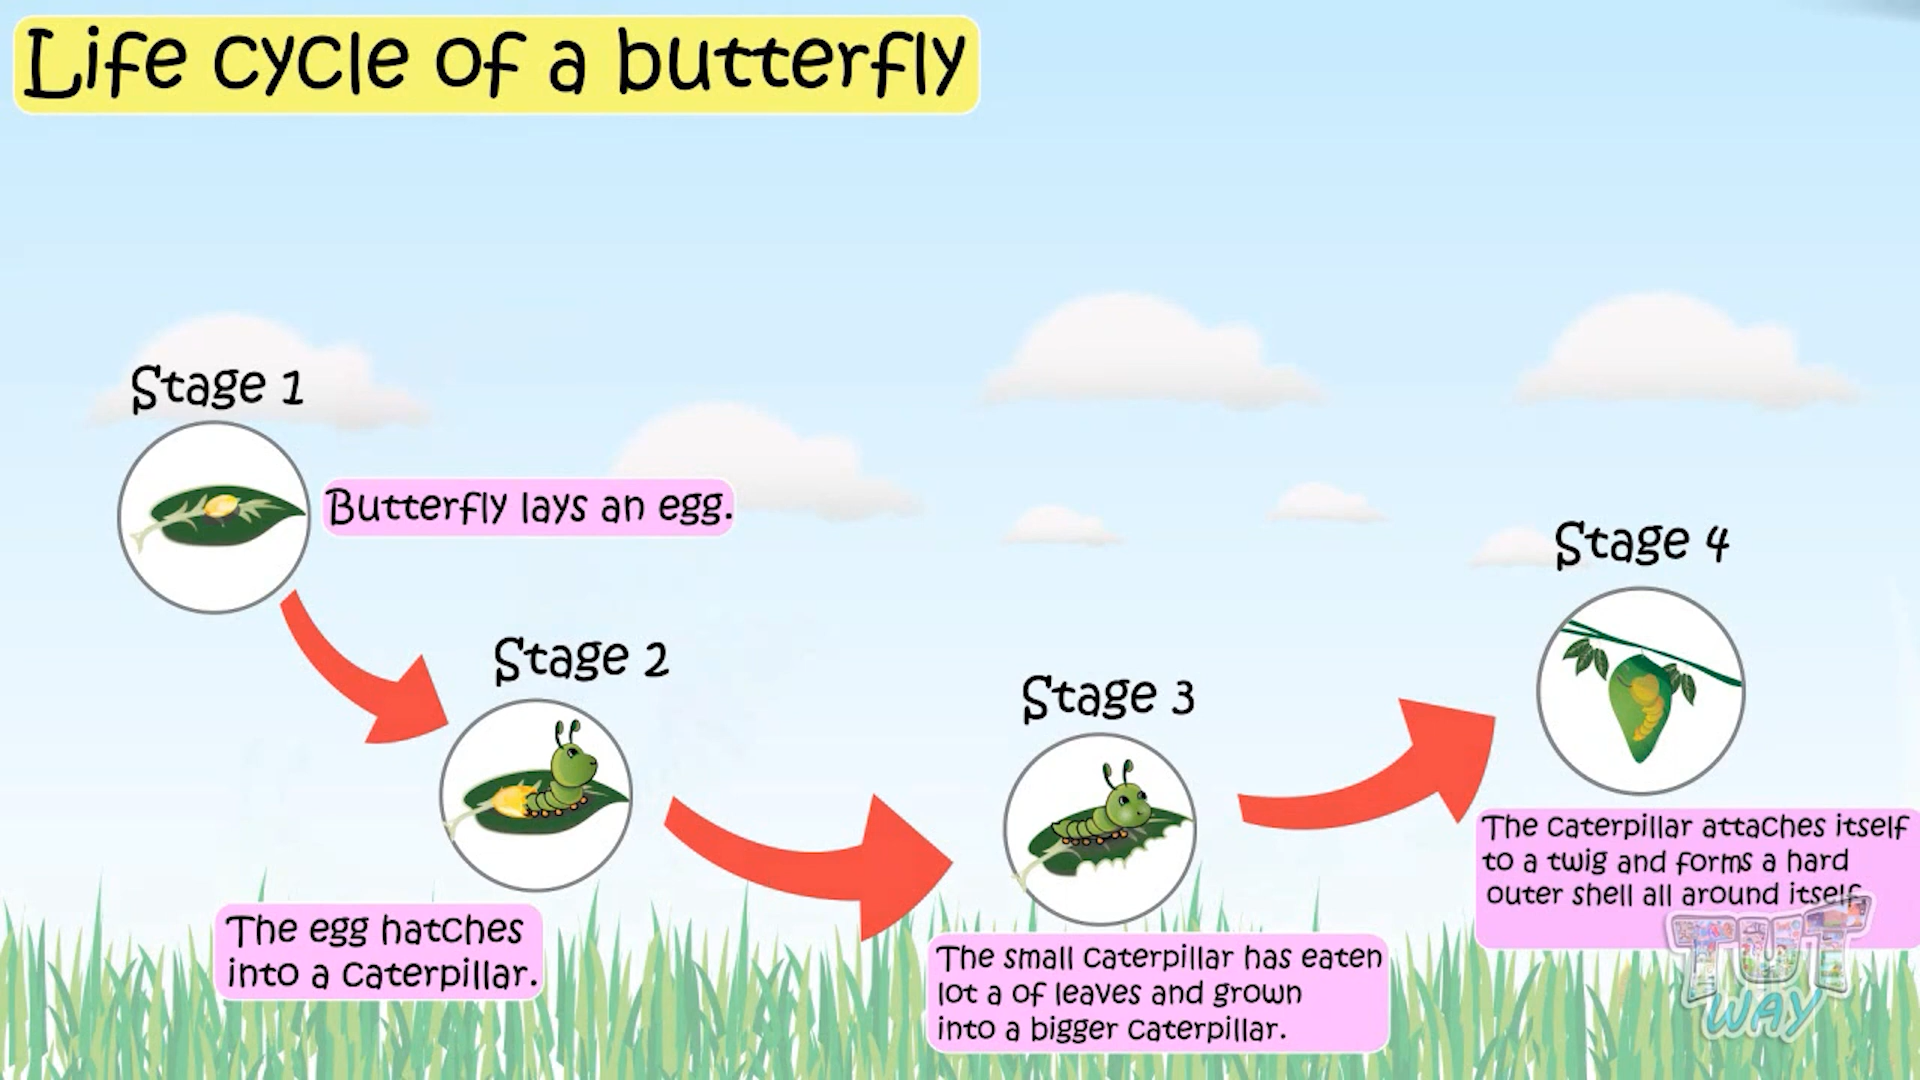 Life cycle of a butterfly
Stage 1
Butterfly lays an egg.
Stage 2
The egg hatches
into a caterpillar.
Stage 3
The small caterpillar has eaten
lot a of leaves and grown
into a bigger caterpillar.
Stage 4
The caterpillar attaches itself
to a twig and forms a hard
outer shell all around itself.
TUT
WAY